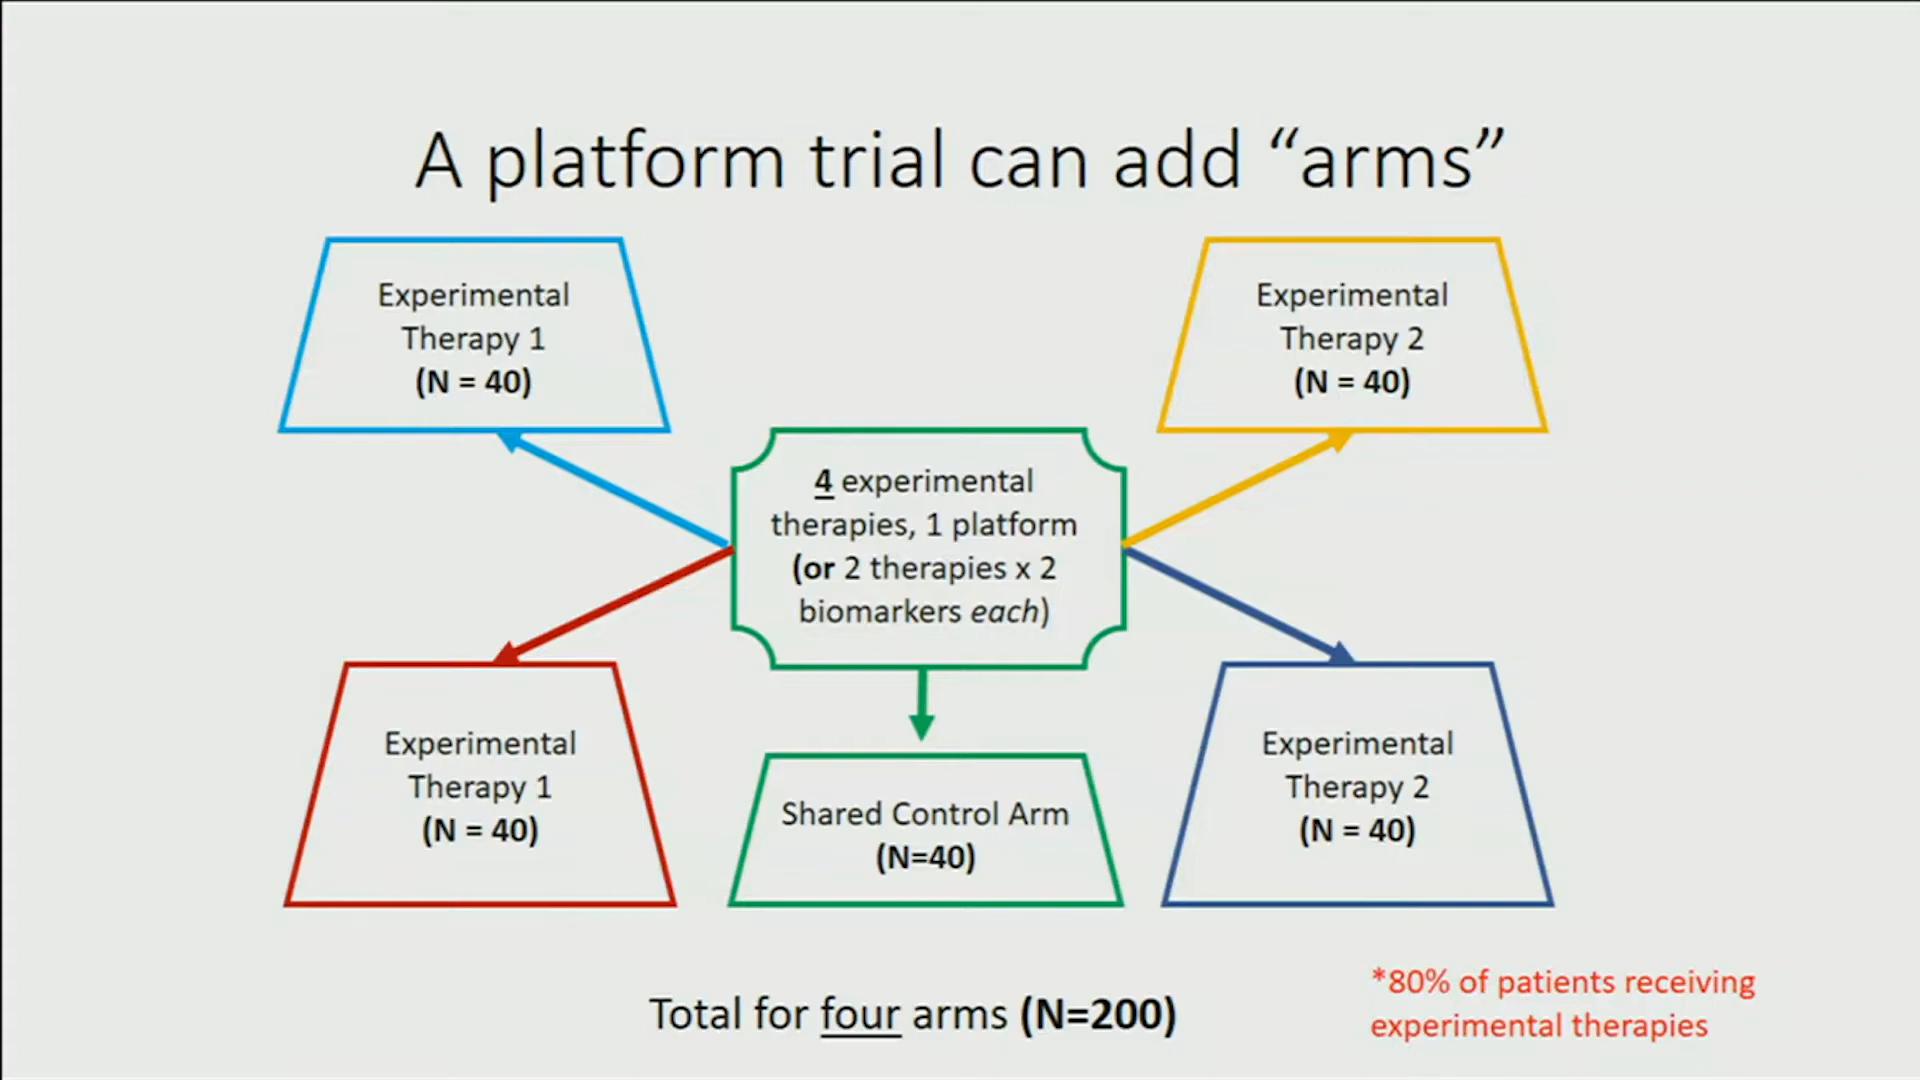 A platform trial can add “arms”
Experimental
Therapy 1
(N = 40)
Experimental
Therapy 2
(N = 40)
4 experimental
therapies, 1 platform
(or 2 therapies x 2
biomarkers each)
Experimental
Therapy 1
(N = 40)
Shared Control Arm
(N=40)
Experimental
Therapy 2
(N = 40)
Total for four arms (N=200)
*80% of patients receiving
experimental therapies